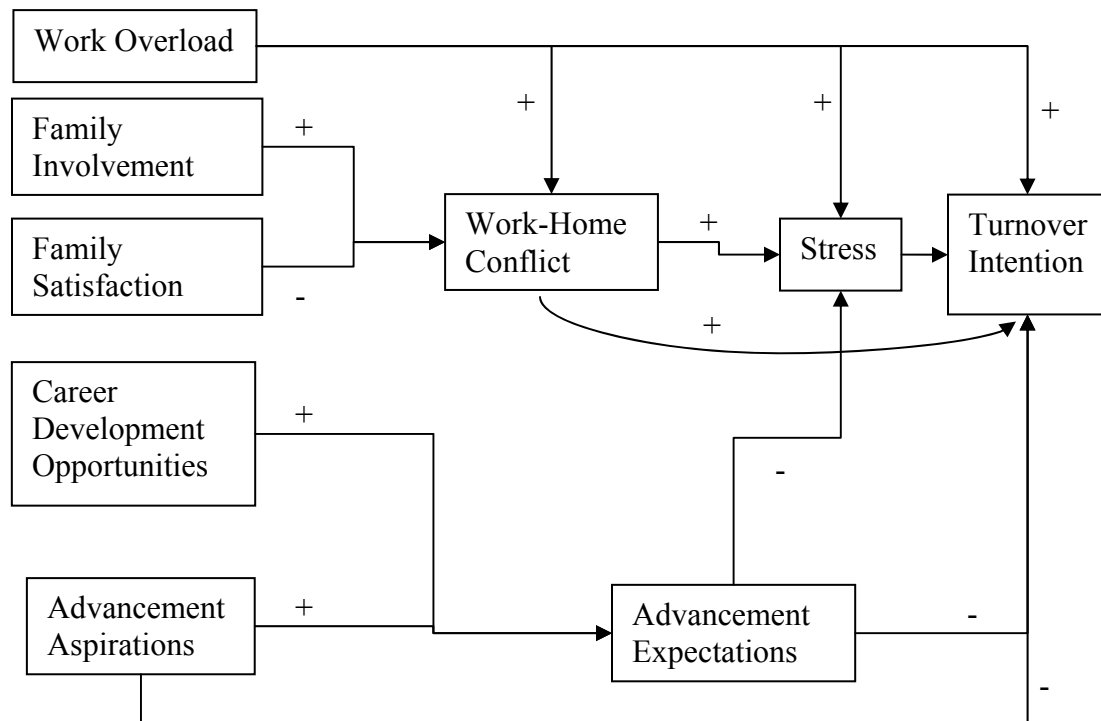 Work Overload
+
+
+
Family
Involvement
+
Family
Satisfaction
-
Work-Home
Conflict
+
Stress
Turnover
Intention
+
Career
Development
Opportunities
+
-
Advancement
Aspirations
+
Advancement
Expectations
-
-